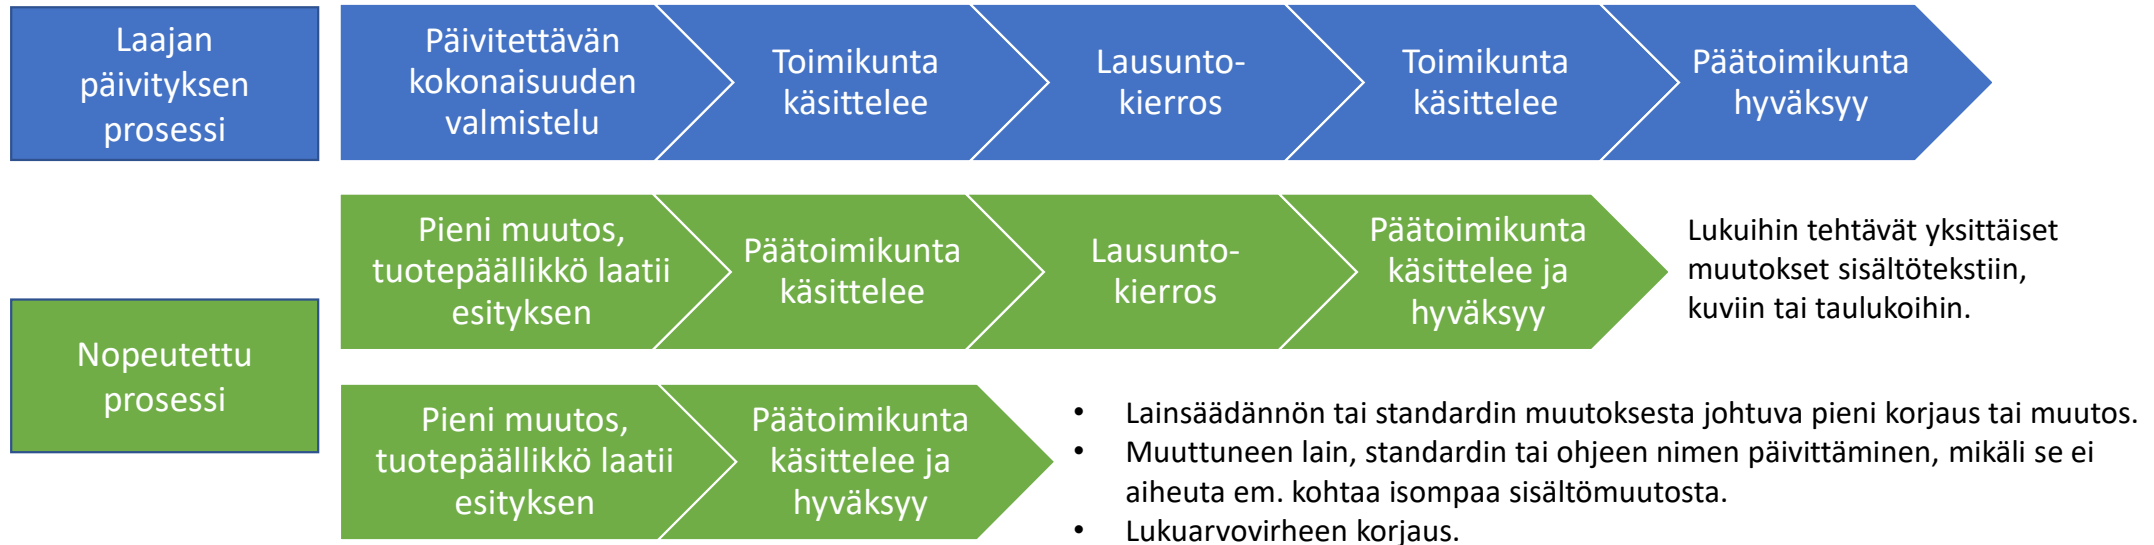 Laajan
päivityksen
prosessi
Päivitettävän
kokonaisuuden
valmistelu
Toimikunta
käsittelee
Lausunto-
kierros
Toimikunta
käsittelee
Päätoimikunta
hyväksyy
Nopeutettu
prosessi
Pieni muutos,
tuotepäällikkö laatii
esityksen
Päätoimikunta
käsittelee
Lausunto-
kierros
Päätoimikunta
käsittelee ja
hyväksyy
Lukuihin tehtävät yksittäiset
muutokset sisältötekstiin,
kuviin tai taulukoihin.
Pieni muutos,
tuotepäällikkö laatii
esityksen
Päätoimikunta
käsittelee ja
hyväksyy
• Lainsäädännön tai standardin muutoksesta johtuva pieni korjaus tai muutos.
• Muuttuneen lain, standardin tai ohjeen nimen päivittäminen, mikäli se ei
aiheuta em. kohtaa isompaa sisältömuutosta.
• Lukuarvovirheen korjaus.